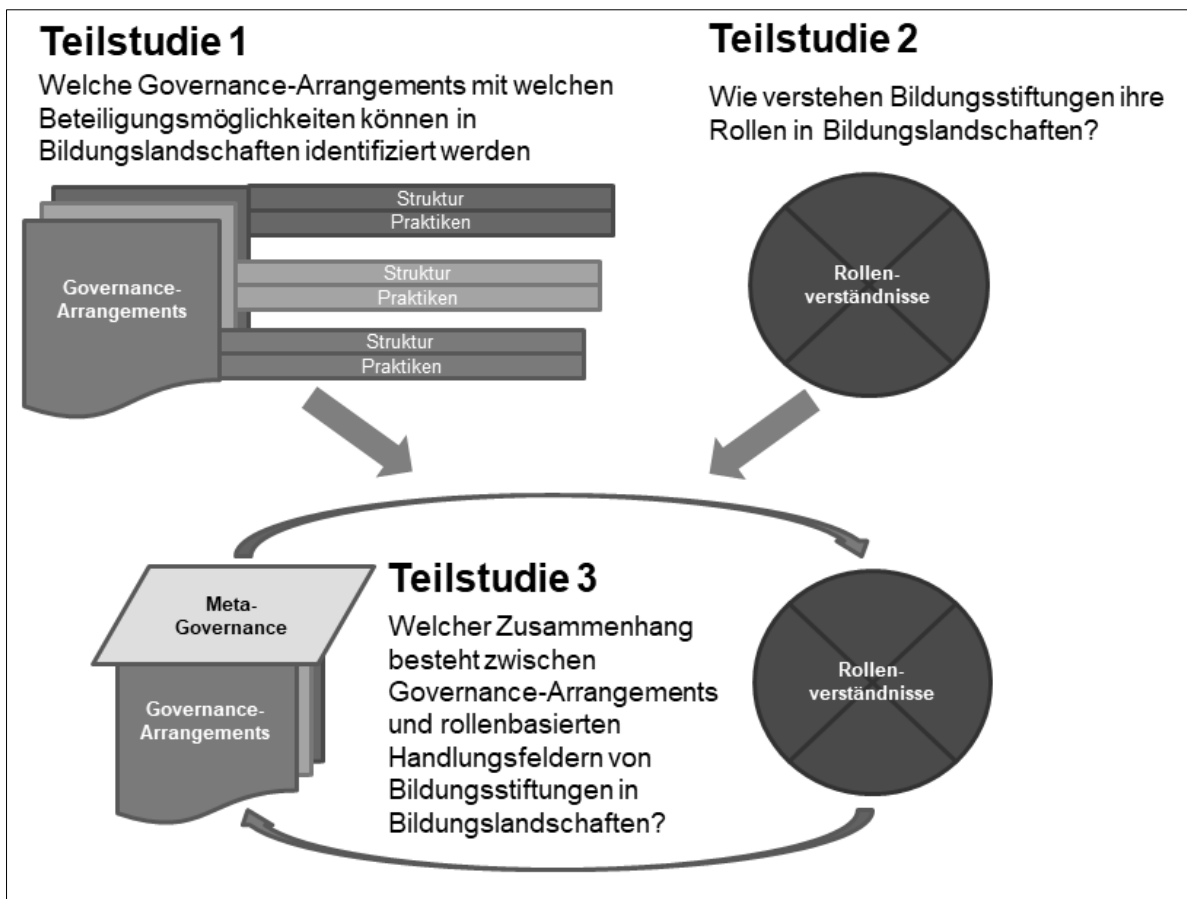 Teilstudie 1
Welche Governance-Arrangements mit welchen
Beteiligungsmöglichkeiten können in
Bildungslandschaften identifiziert werden
Struktur
Praktiken
Struktur
Praktiken
Struktur
Praktiken
Governance-
Arrangements
Teilstudie 2
Wie verstehen Bildungsstiftungen ihre
Rollen in Bildungslandschaften?
Rollen-
verständnisse
Meta-
Governance
Governance-
Arrangements
Teilstudie 3
Welcher Zusammenhang
besteht zwischen
Governance-Arrangements
und rollenbasierten
Handlungsfeldern von
Bildungsstiftungen in
Bildungslandschaften?
Rollen-
verständnisse